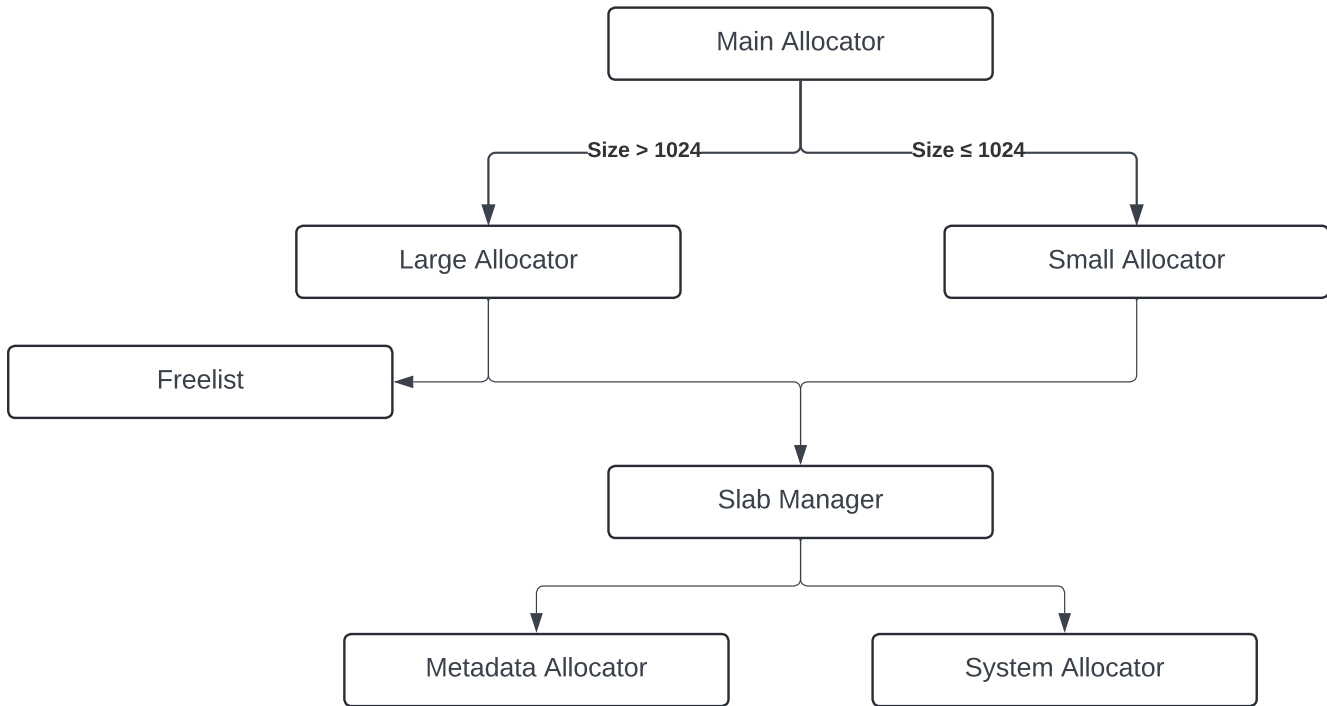 Main Allocator
Size > 1024
Size ≤ 1024
Large Allocator
Small Allocator
Freelist
Slab Manager
Metadata Allocator
System Allocator